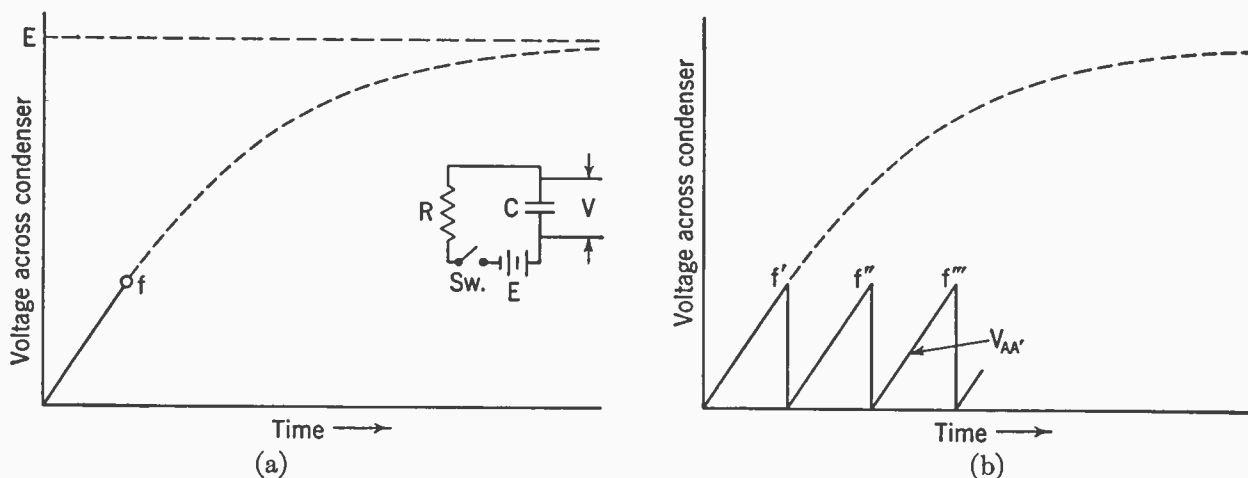 E
Voltage across condenser
f
R
C
V
Sw.
E
Time
(a)
Voltage across condenser
f'
f"
f"'
V_AA'
Time
(b)